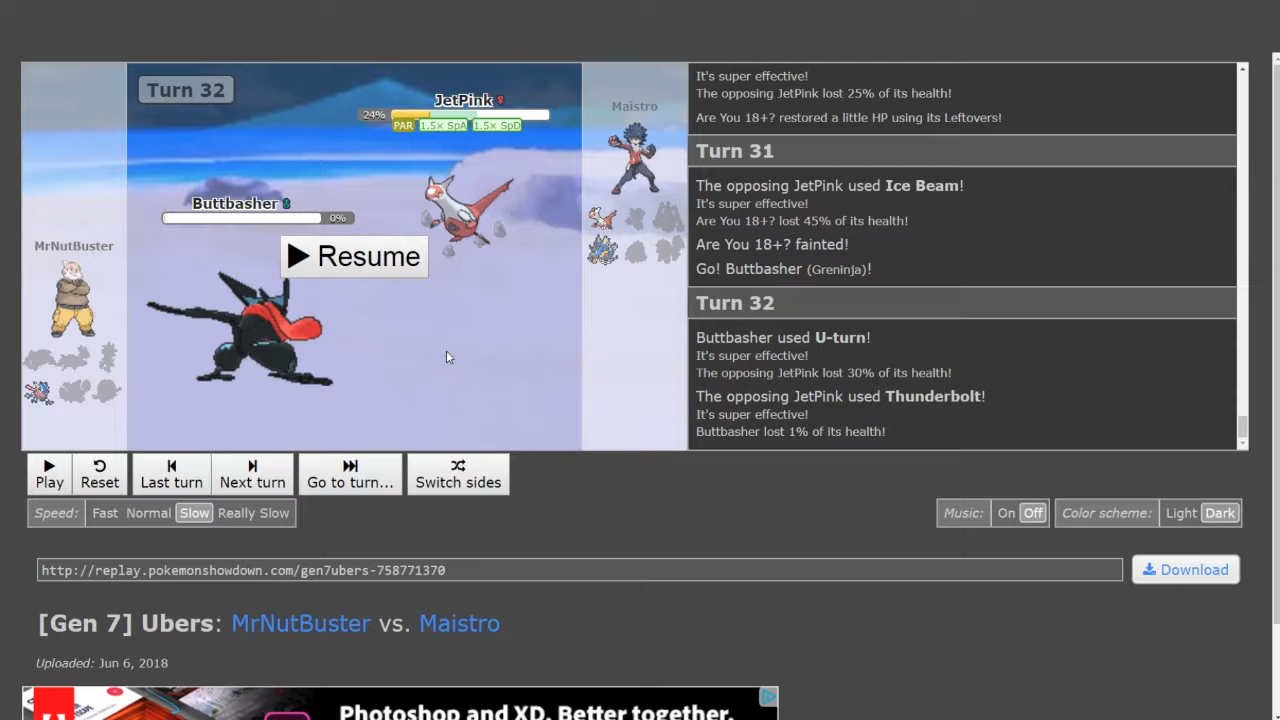 Turn 32
JetPink
24%
PAR 1.5× SpA 1.5× SpD
Buttbasher
0%
MrNutBuster
Maistro
Resume
It's super effective!
The opposing JetPink lost 25% of its health!
Are You 18+? restored a little HP using its Leftovers!
Turn 31
The opposing JetPink used Ice Beam!
It's super effective!
Are You 18+? lost 45% of its health!
Are You 18+? fainted!
Go! Buttbasher (Greninja)!
Turn 32
Buttbasher used U-turn!
It's super effective!
The opposing JetPink lost 30% of its health!
The opposing JetPink used Thunderbolt!
It's super effective!
Buttbasher lost 1% of its health!
Play Reset Last turn Next turn Go to turn... Switch sides
Speed: Fast Normal Slow Really Slow
Music: On Off Color scheme: Light Dark
http://replay.pokemonshowdown.com/gen7ubers-758771370
Download
[Gen 7] Ubers: MrNutBuster vs. Maistro
Uploaded: Jun 6, 2018
Photoshop and XD. Better together.